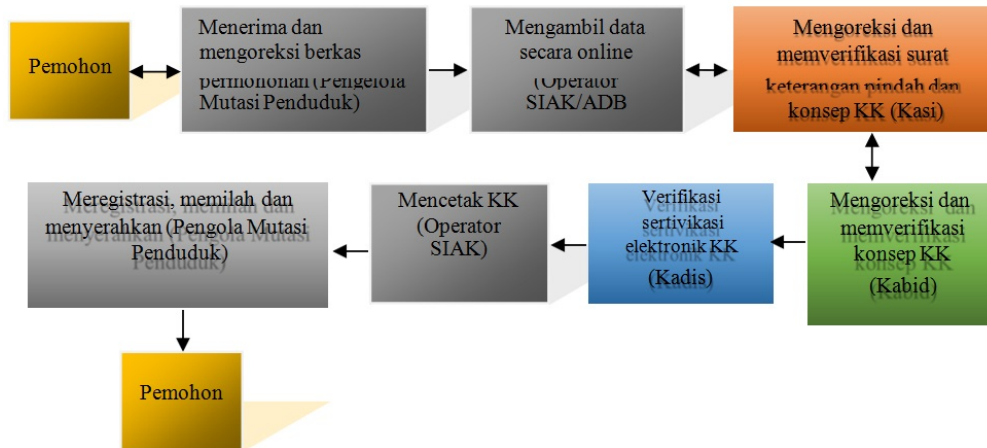 Pemohon
Menerima dan
mengoreksi berkas
permohonan (Pengelola
Mutasi Penduduk)
Mengambil data
secara online
(Operator
SIAK/ADB
Mengoreksi dan
memverifikasi surat
keterangan pindah dan
konsep KK (Kasi)
Meregistrasi, memilah dan
menyerahkan (Pengola Mutasi
Penduduk)
Mencetak KK
(Operator
SIAK)
Verifikasi
sertivikasi
elektronik KK
(Kadis)
Mengoreksi dan
memverifikasi
konsep KK
(Kabid)
Pemohon